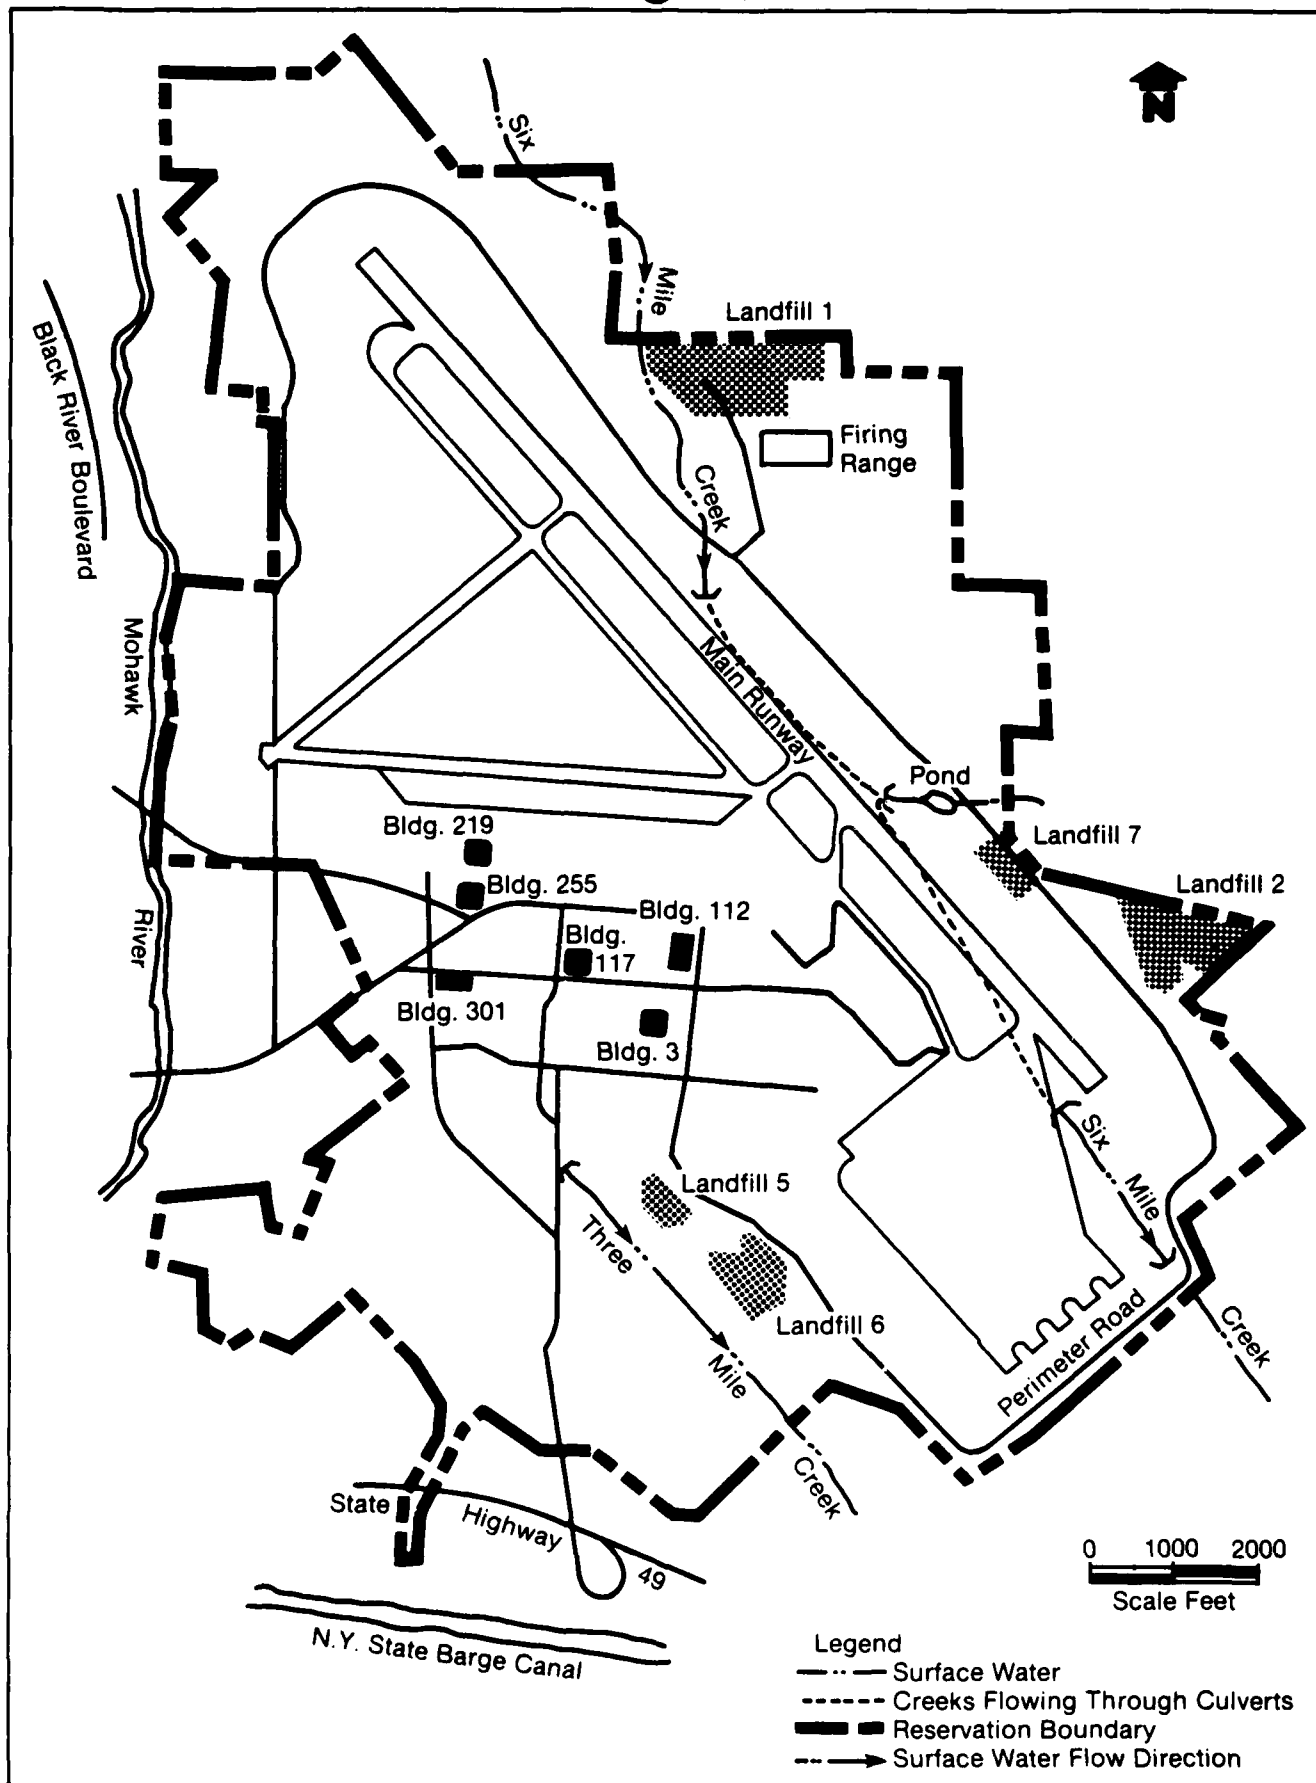 N
Six
Mile
Creek
Landfill 1
Firing
Range
Black River Boulevard
Mohawk
River
Main Runway
Pond
Landfill 7
Landfill 2
Bldg. 219
Bldg. 255
Bldg. 112
Bldg.
117
Bldg. 301
Bldg. 3
Six
Mile
Creek
Landfill 5
Three
Mile
Creek
Landfill 6
Perimeter Road
State
Highway
49
N.Y. State Barge Canal
0 1000 2000
Scale Feet
Legend
Surface Water
Creeks Flowing Through Culverts
Reservation Boundary
Surface Water Flow Direction